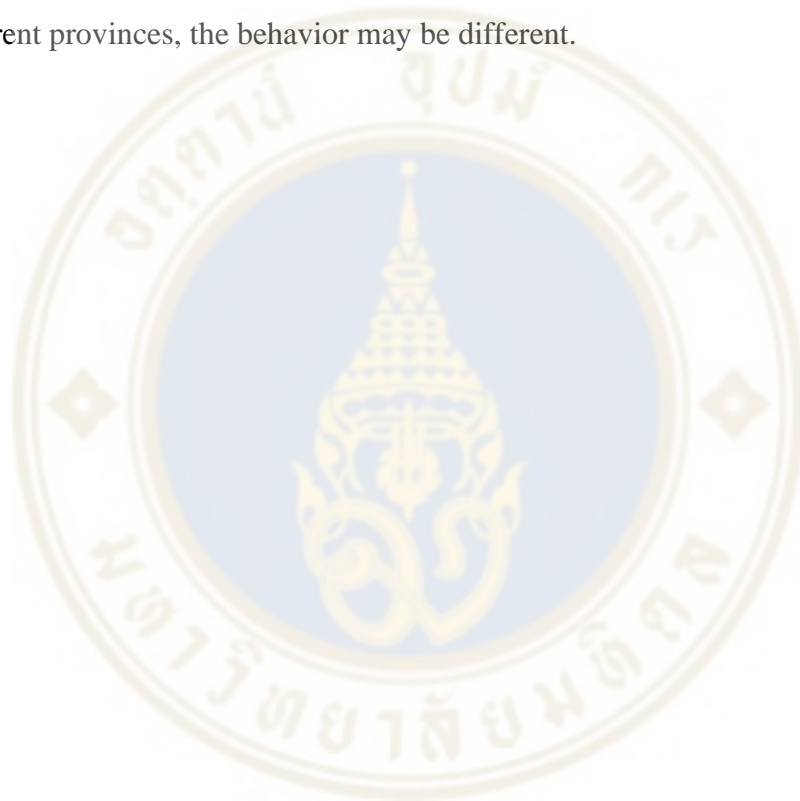 rent provinces, the behavior may be different.
อตฺตานํ อุปมํ กเร
มหาวิทยาลัยมหิดล